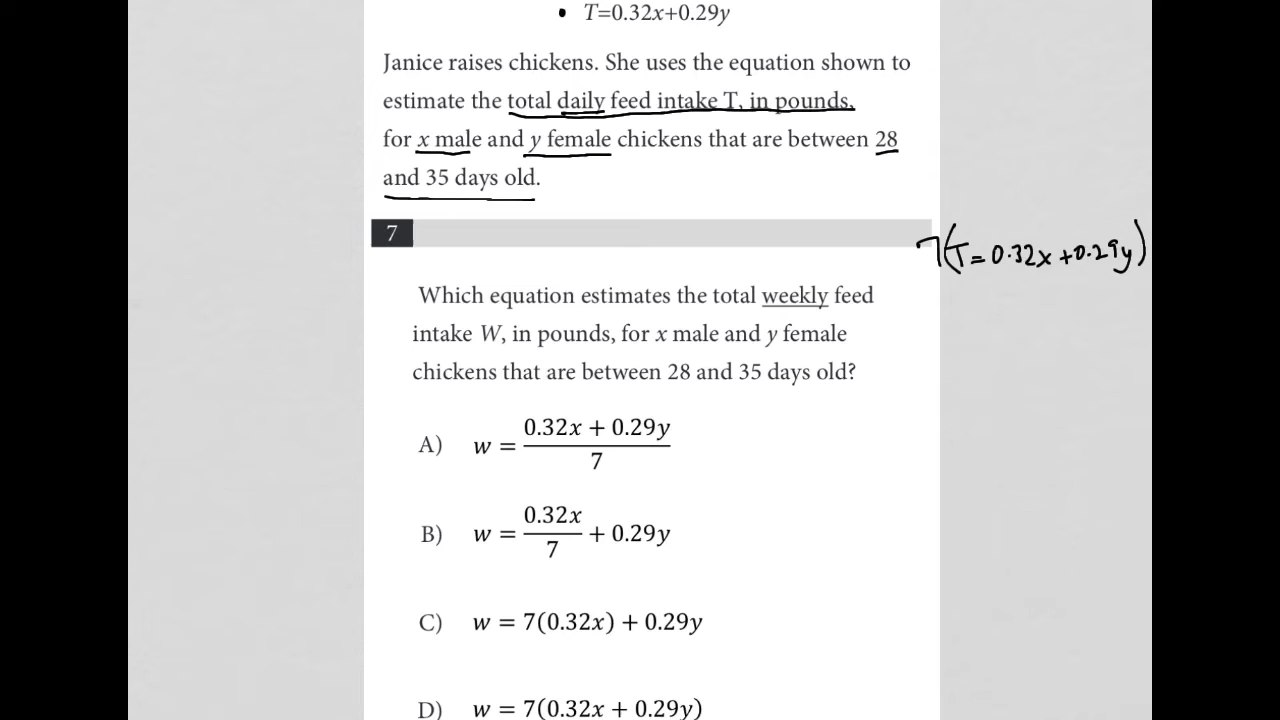 • T=0.32x+0.29y
Janice raises chickens. She uses the equation shown to
estimate the total daily feed intake T, in pounds,
for x male and y female chickens that are between 28
and 35 days old.
7
7(T = 0.32x + 0.29y)
Which equation estimates the total weekly feed
intake W, in pounds, for x male and y female
chickens that are between 28 and 35 days old?
A) w = \frac{0.32x + 0.29y}{7}
B) w = \frac{0.32x}{7} + 0.29y
C) w = 7(0.32x) + 0.29y
D) w = 7(0.32x + 0.29y)